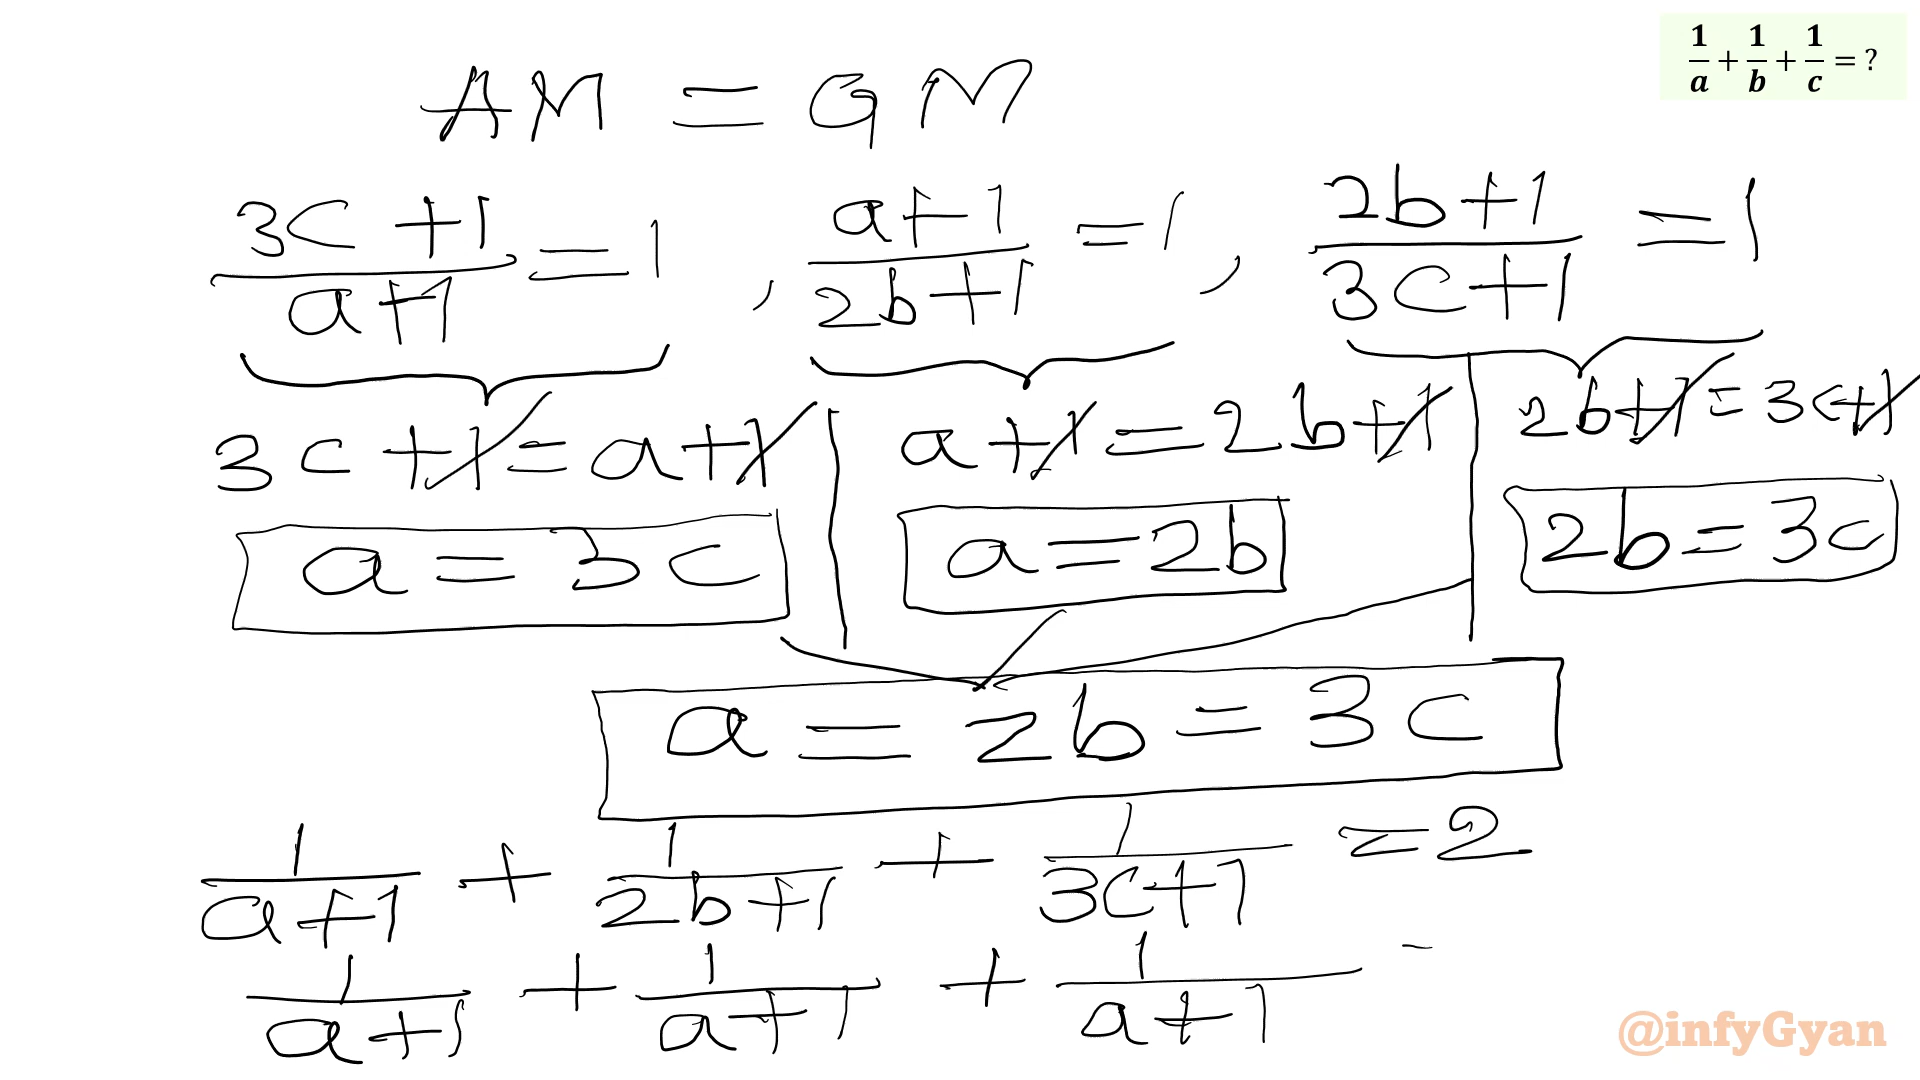 1/a + 1/b + 1/c = ?
AM = GM
(3c+1)/(a+1) = 1 , (a+1)/(2b+1) = 1 , (2b+1)/(3c+1) = 1
3c+1 = a+1 a+1 = 2b+1 2b+1 = 3c+1
a = 3c a = 2b 2b = 3c
a = 2b = 3c
1/(a+1) + 1/(2b+1) + 1/(3c+1) = 2
1/(a+1) + 1/(a+1) + 1/(a+1) -
@infyGyan